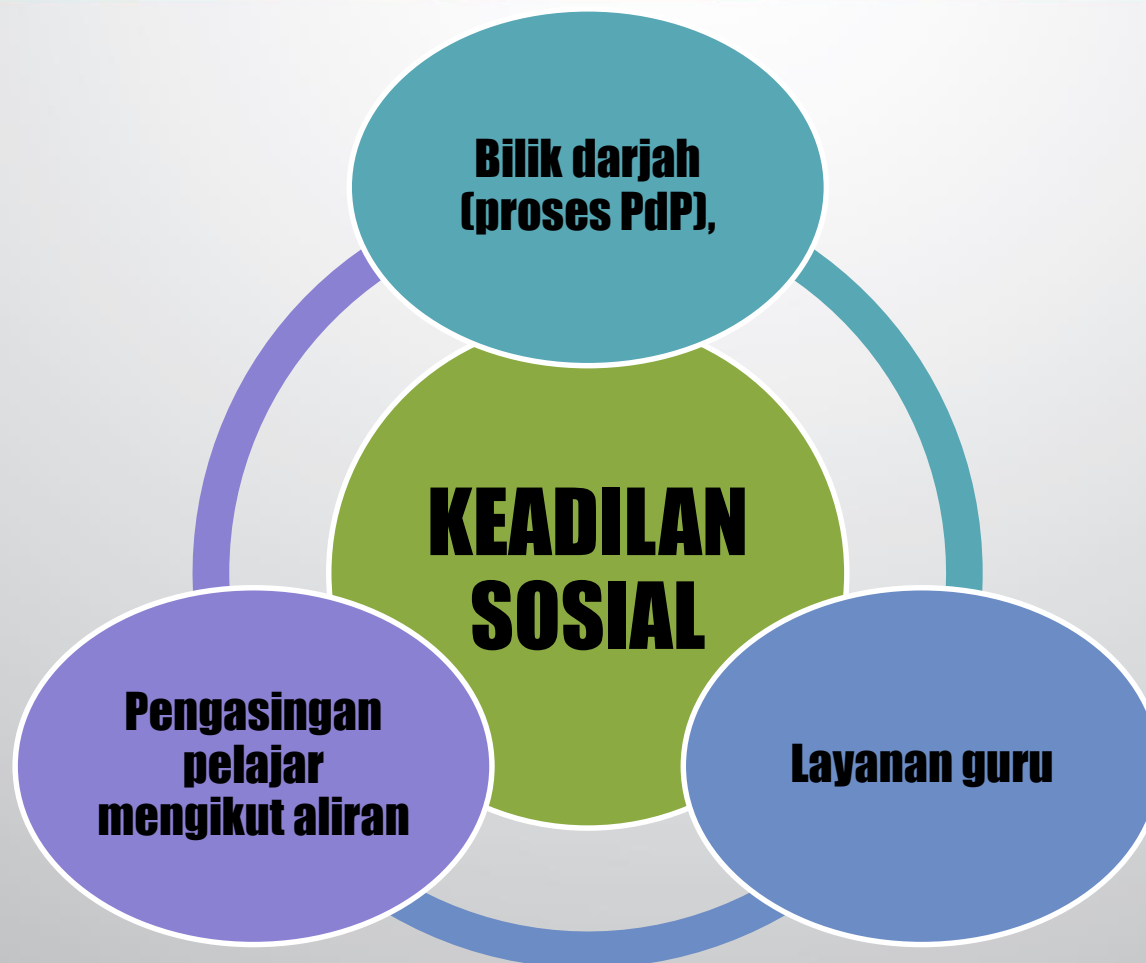 Bilik darjah
(proses PdP),
KEADILAN
SOSIAL
Pengasingan
pelajar
mengikut aliran
Layanan guru